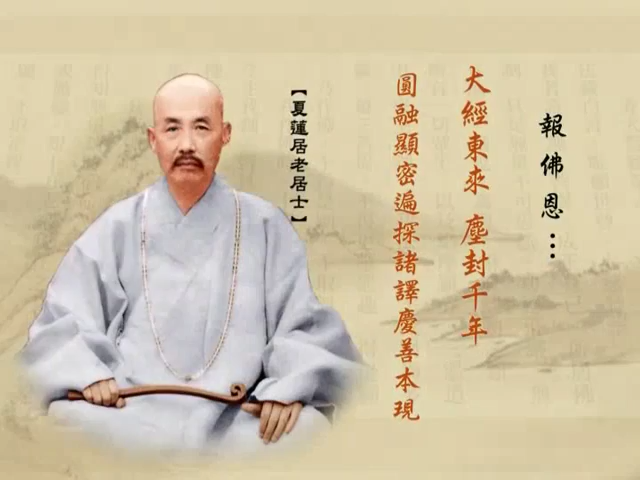 報佛恩…
大經東來 塵封千年
圓融顯密遍探諸譯慶善本現
【夏蓮居老居士】